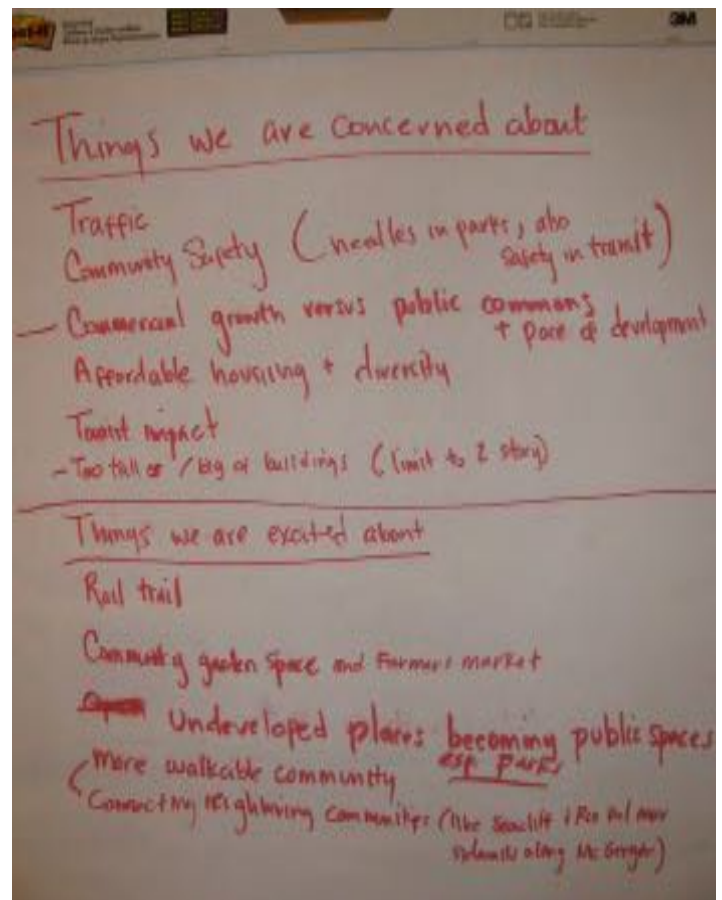 3M
Things we are concerned about
Traffic
Community Safety (needles in parks, also
safety in transit)
— Commercial growth versus public commons
+ pace of development
Affordable housing + diversity
Tourist impact
- Too tall or / big of buildings (limit to 2 story)
Things we are excited about
Rail trail
Community garden space and Farmers market
Undeveloped places becoming public spaces
esp parks
More walkable community
Connecting neighboring communities (like Seacliff + Rio del mar
sidewalks along McGregor)